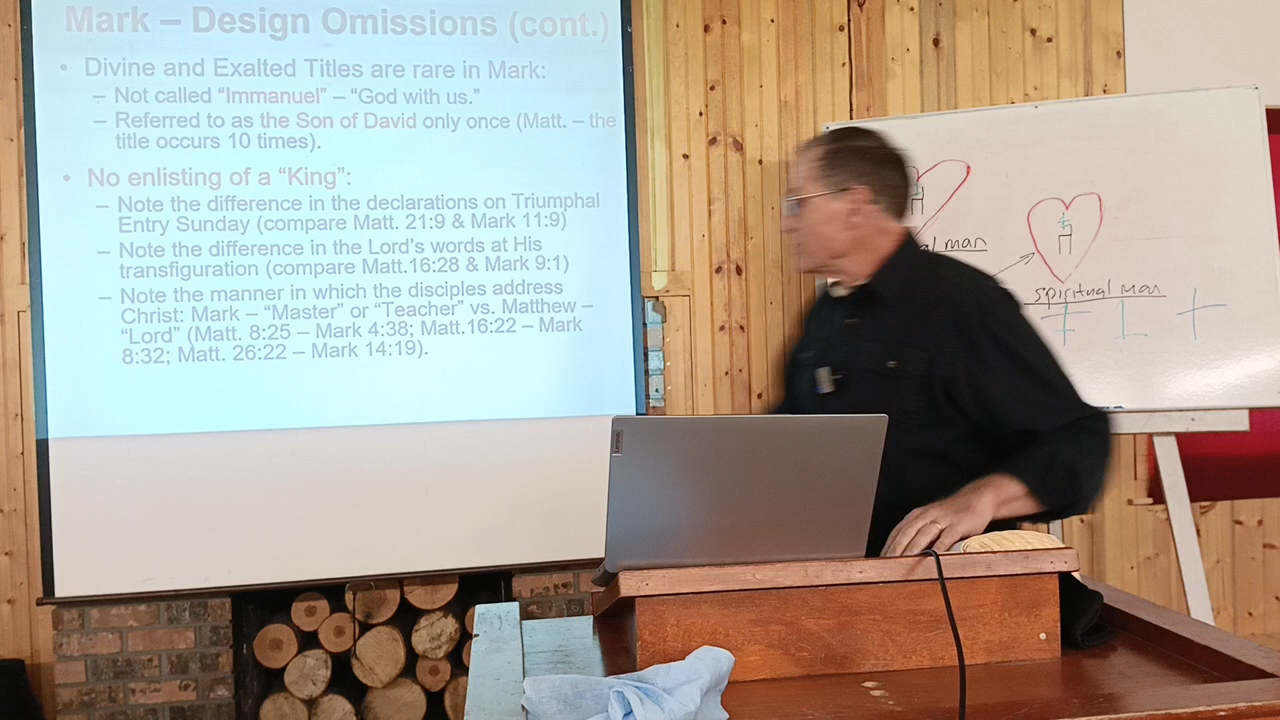 Mark – Design Omissions (cont.)
• Divine and Exalted Titles are rare in Mark:
– Not called “Immanuel” – “God with us.”
– Referred to as the Son of David only once (Matt. – the
title occurs 10 times).
• No enlisting of a “King”:
– Note the difference in the declarations on Triumphal
Entry Sunday (compare Matt. 21:9 & Mark 11:9)
– Note the difference in the Lord’s words at His
transfiguration (compare Matt.16:28 & Mark 9:1)
– Note the manner in which the disciples address
Christ: Mark – “Master” or “Teacher” vs. Matthew –
“Lord” (Matt. 8:25 – Mark 4:38; Matt.16:22 – Mark
8:32; Matt. 26:22 – Mark 14:19).
al man
spiritual man
Lenovo